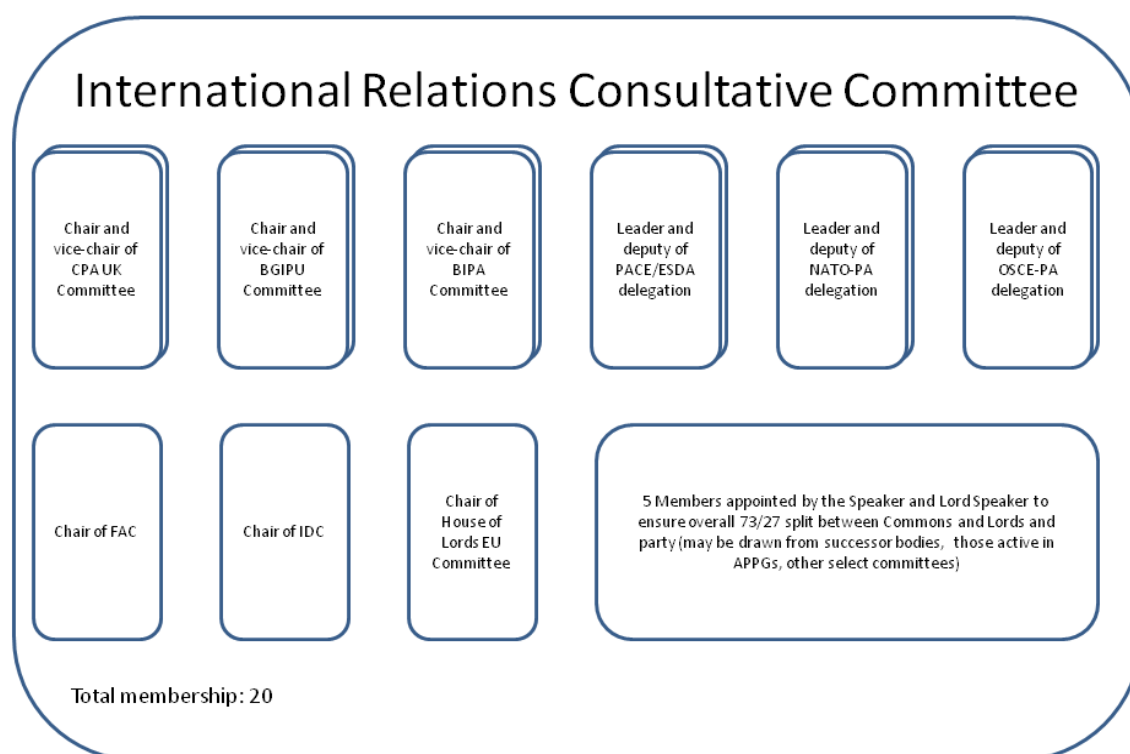 International Relations Consultative Committee
Chair and
vice-chair of
CPA UK
Committee
Chair and
vice-chair of
BGIPU
Committee
Chair and
vice-chair of
BIPA
Committee
Leader and
deputy of
PACE/ESDA
delegation
Leader and
deputy of
NATO-PA
delegation
Leader and
deputy of
OSCE-PA
delegation
Chair of FAC
Chair of IDC
Chair of
House of
Lords EU
Committee
5 Members appointed by the Speaker and Lord Speaker to
ensure overall 73/27 split between Commons and Lords and
party (may be drawn from successor bodies, those active in
APPGs, other select committees)
Total membership: 20